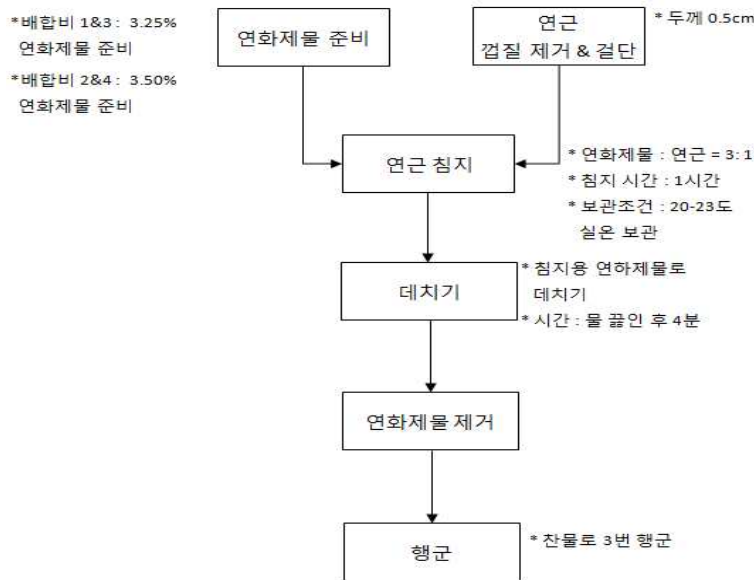 *배합비 1&3 : 3.25%
연화제물 준비
*배합비 2&4 : 3.50%
연화제물 준비
연화제물 준비
연근
껍질 제거 & 걸단
* 두께 0.5cm
연근 침지
* 연화제물 : 연근 = 3:1
* 침지 시간 : 1시간
* 보관조건 : 20-23도
실온 보관
데치기
* 침지용 연하제물로
데치기
* 시간 : 물 끓인 후 4분
연화제물 제거
행군
* 찬물로 3번 행군